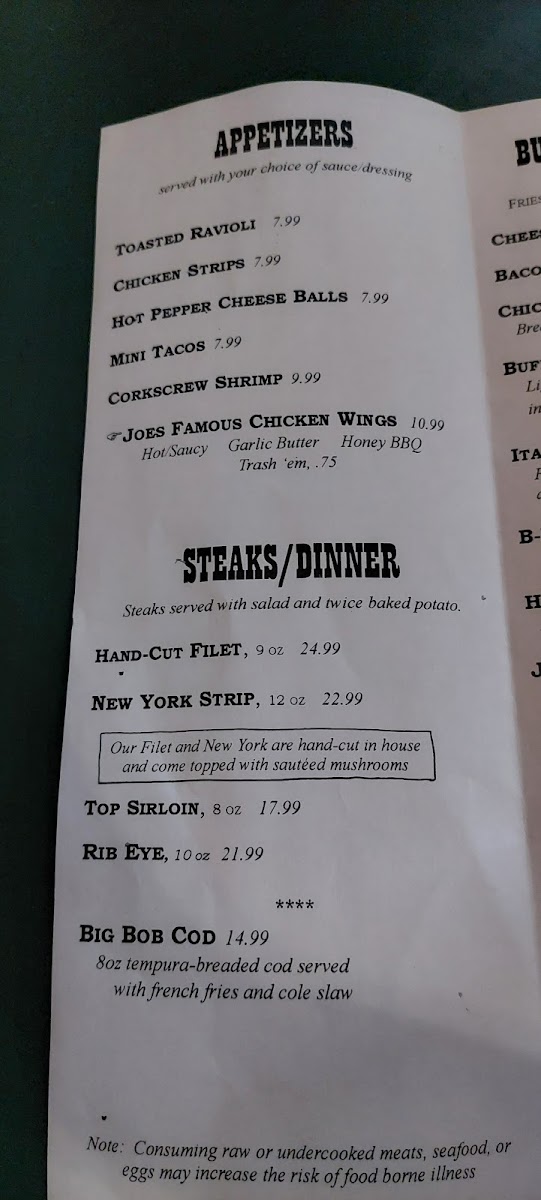 APPETIZERS
served with your choice of sauce/dressing
TOASTED RAVIOLI 7.99
CHICKEN STRIPS 7.99
HOT PEPPER CHEESE BALLS 7.99
MINI TACOS 7.99
CORKSCREW SHRIMP 9.99
☞JOES FAMOUS CHICKEN WINGS 10.99
Hot/Saucy Garlic Butter Honey BBQ
Trash ‘em, .75
STEAKS/DINNER
Steaks served with salad and twice baked potato.
HAND-CUT FILET, 9 oz 24.99
NEW YORK STRIP, 12 oz 22.99
Our Filet and New York are hand-cut in house
and come topped with sautéed mushrooms
TOP SIRLOIN, 8 oz 17.99
RIB EYE, 10 oz 21.99
****
BIG BOB COD 14.99
8oz tempura-breaded cod served
with french fries and cole slaw
Note: Consuming raw or undercooked meats, seafood, or
eggs may increase the risk of food borne illness